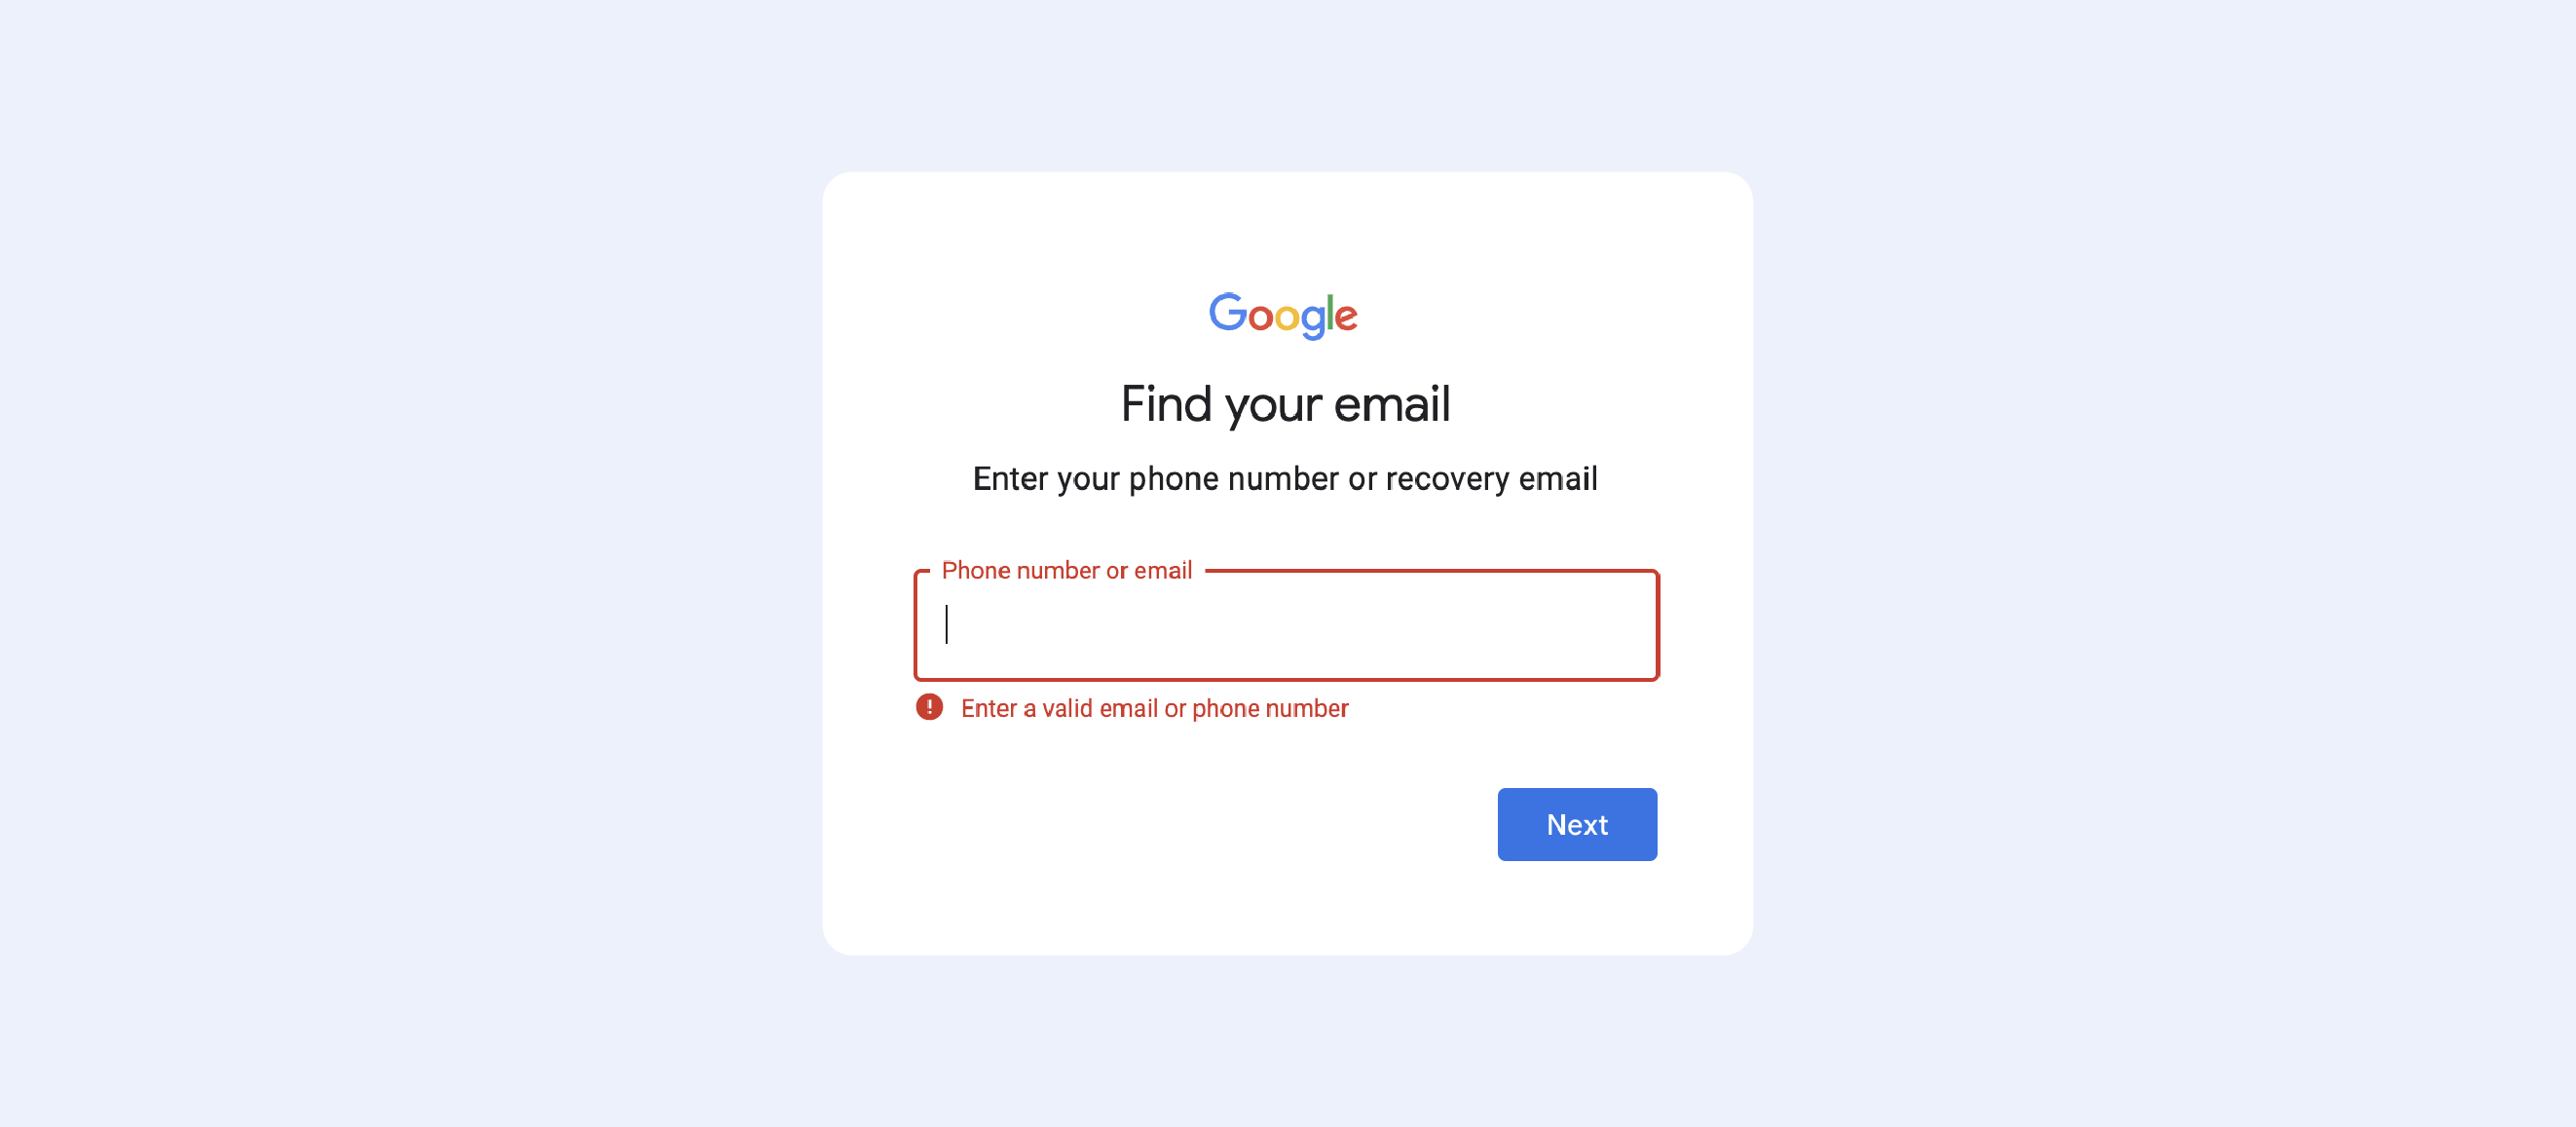 Google
Find your email
Enter your phone number or recovery email
Phone number or email
Enter a valid email or phone number
Next